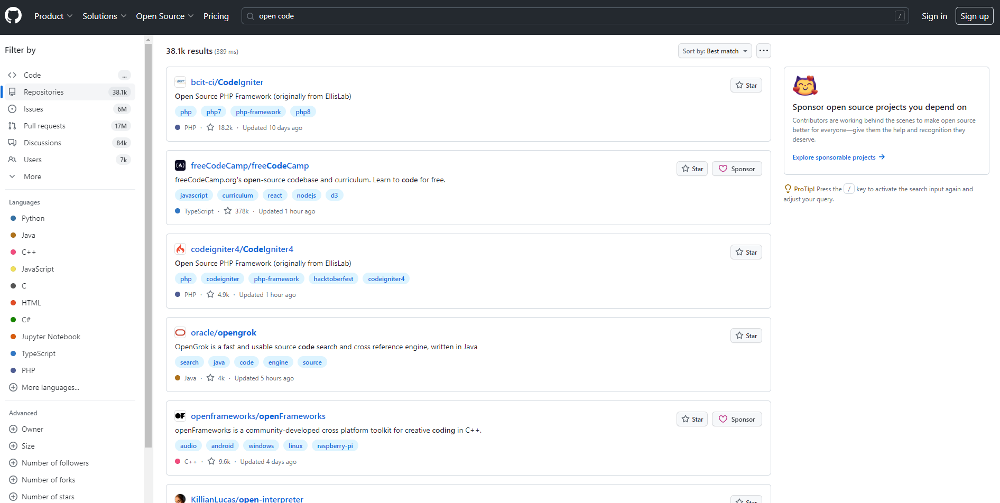 Product
Solutions
Open Source
Pricing
open code
/
Sign in
Sign up
Filter by
Code ...
Repositories 38.1k
Issues 6M
Pull requests 17M
Discussions 84k
Users 7k
More
Languages
Python
Java
C++
JavaScript
C
HTML
C#
Jupyter Notebook
TypeScript
PHP
More languages...
Advanced
Owner
Size
Number of followers
Number of forks
Number of stars
38.1k results (389 ms)
Sort by: Best match
bcit-ci/CodeIgniter
Star
Open Source PHP Framework (originally from EllisLab)
php php7 php-framework php8
PHP · 18.2k · Updated 10 days ago
freeCodeCamp/freeCodeCamp
Star Sponsor
freeCodeCamp.org's open-source codebase and curriculum. Learn to code for free.
javascript curriculum react nodejs d3
TypeScript · 378k · Updated 1 hour ago
codeigniter4/CodeIgniter4
Star
Open Source PHP Framework (originally from EllisLab)
php codeigniter php-framework hacktoberfest codeigniter4
PHP · 4.9k · Updated 1 hour ago
oracle/opengrok
Star
OpenGrok is a fast and usable source code search and cross reference engine, written in Java
search java code engine source
Java · 4k · Updated 5 hours ago
openframeworks/openFrameworks
Star Sponsor
openFrameworks is a community-developed cross platform toolkit for creative coding in C++.
audio android windows linux raspberry-pi
C++ · 9.6k · Updated 4 days ago
KillianLucas/open-interpreter
Star
Sponsor open source projects you depend on
Contributors are working behind the scenes to make open source
better for everyone—give them the help and recognition they
deserve.
Explore sponsorable projects →
ProTip! Press the / key to activate the search input again and
adjust your query.